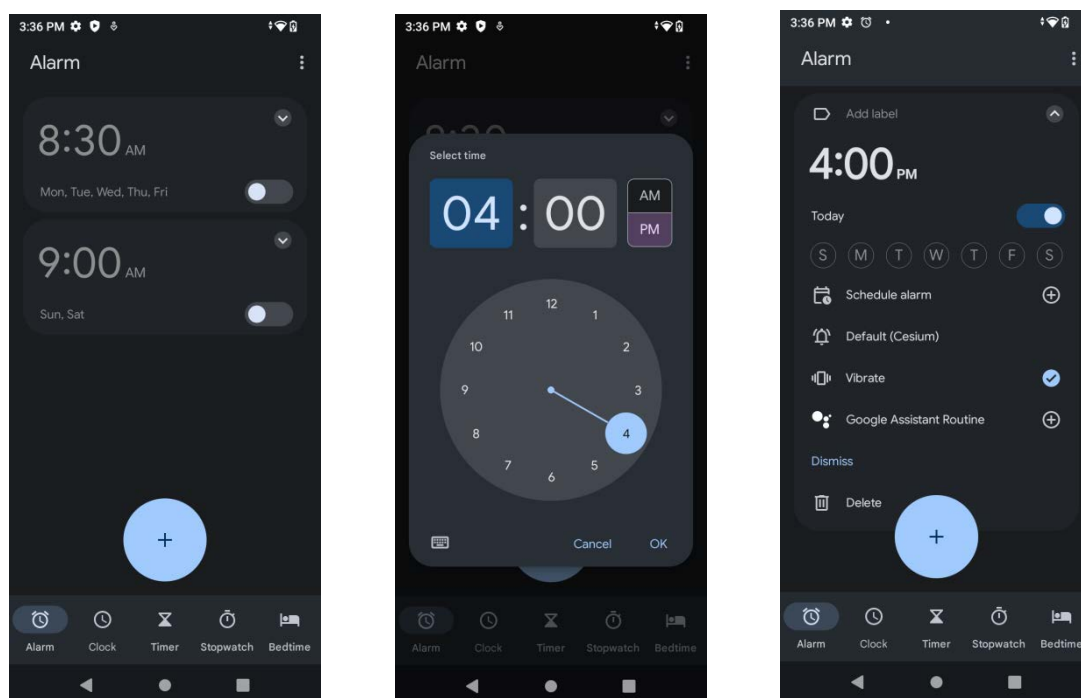 3:36 PM
Alarm
8:30 AM
Mon, Tue, Wed, Thu, Fri
9:00 AM
Sun, Sat
+
Alarm Clock Timer Stopwatch Bedtime
3:36 PM
Alarm
8:30
Select time
04 : 00 AM
PM
12
11 1
10 2
9 3
8 4
7 5
6
Cancel OK
Alarm Clock Timer Stopwatch Bedtime
3:36 PM
Alarm
Add label
4:00 PM
Today
S M T W T F S
Schedule alarm
Default (Cesium)
Vibrate
Google Assistant Routine
Dismiss
Delete
+
Alarm Clock Timer Stopwatch Bedtime